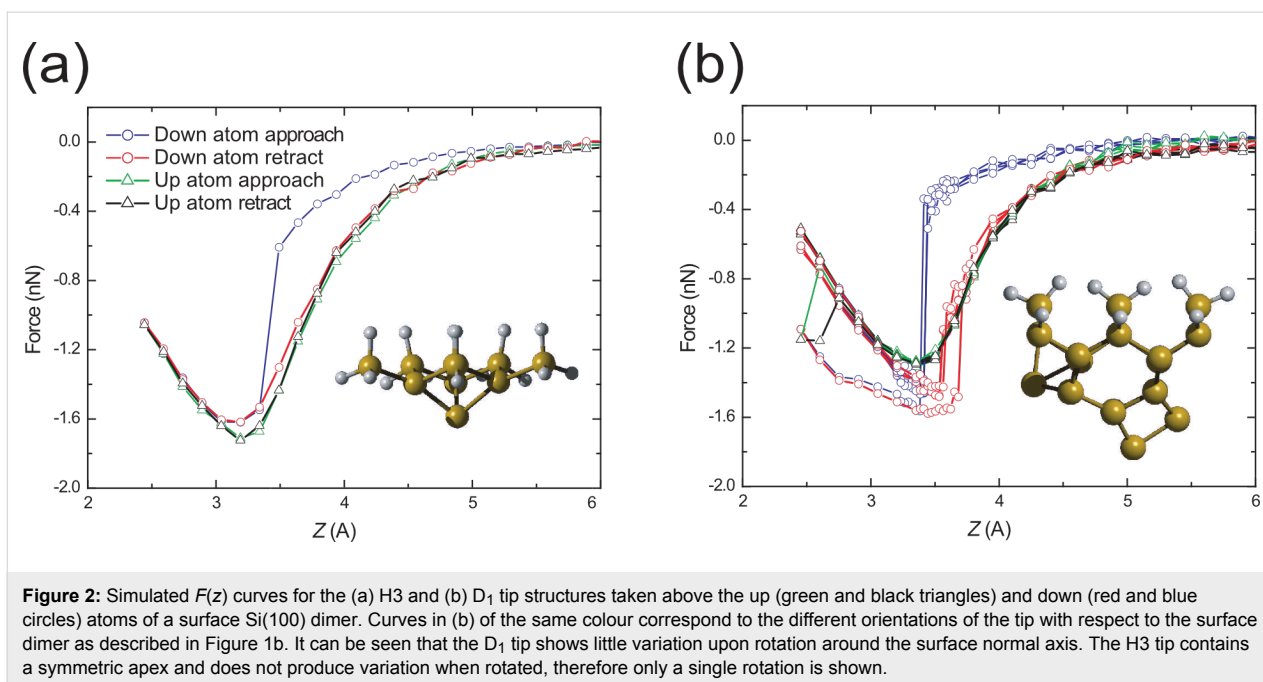 (a)
(b)
0.0
-0.4
-0.8
-1.2
-1.6
-2.0
Force (nN)
Down atom approach
Down atom retract
Up atom approach
Up atom retract
2
3
4
5
6
Z (A)
0.0
-0.4
-0.8
-1.2
-1.6
-2.0
Force (nN)
2
3
4
5
6
Z (A)
Figure 2: Simulated F(z) curves for the (a) H3 and (b) D₁ tip structures taken above the up (green and black triangles) and down (red and blue
circles) atoms of a surface Si(100) dimer. Curves in (b) of the same colour correspond to the different orientations of the tip with respect to the surface
dimer as described in Figure 1b. It can be seen that the D₁ tip shows little variation upon rotation around the surface normal axis. The H3 tip contains
a symmetric apex and does not produce variation when rotated, therefore only a single rotation is shown.